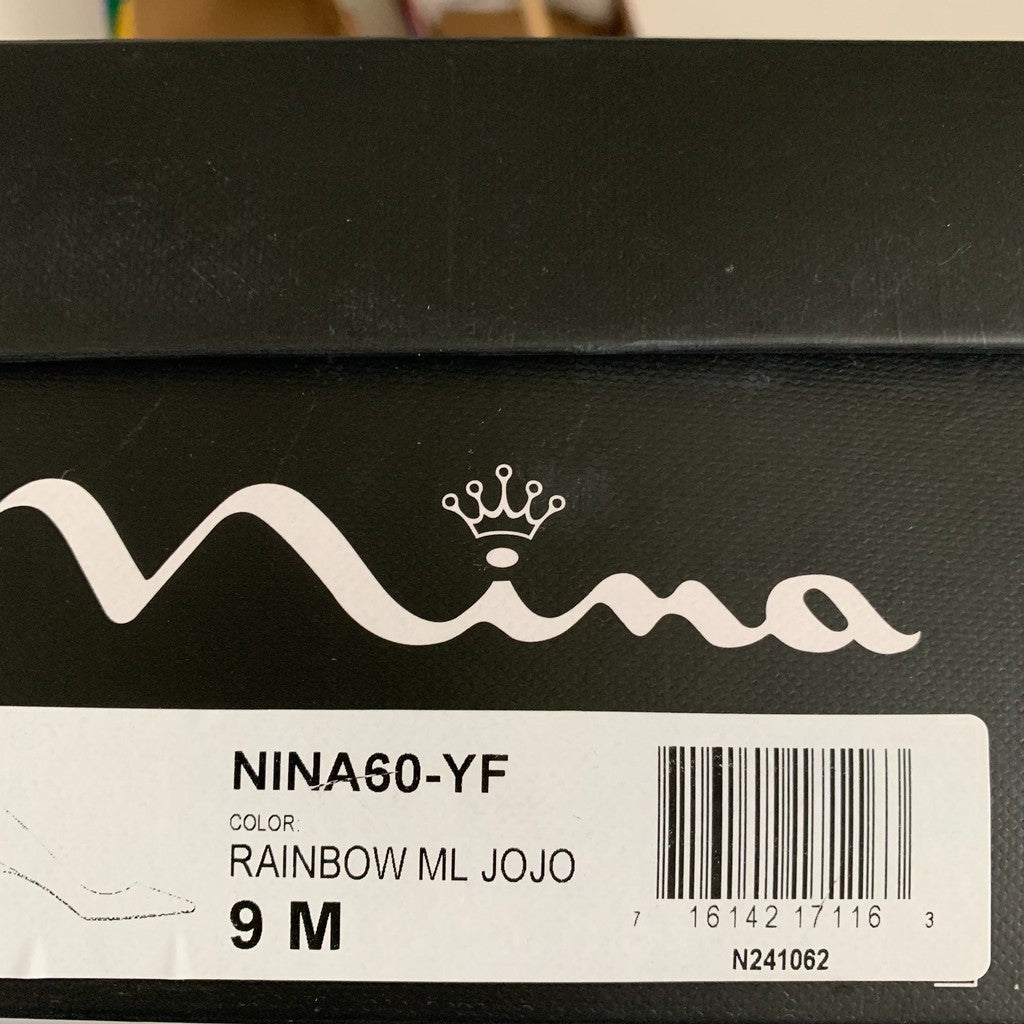 Nina
NINA60-YF
COLOR:
RAINBOW ML JOJO
9 M
7 16142 17116 3
N241062